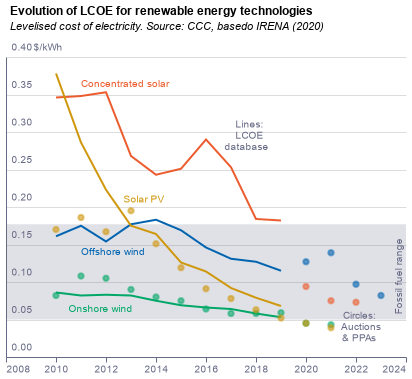 Evolution of LCOE for renewable energy technologies
Levelised cost of electricity. Source: CCC, basedo IRENA (2020)
0.40 $/kWh
0.35
Concentrated solar
0.30
Lines:
LCOE
database
0.25
0.20
Solar PV
0.15
Offshore wind
0.10
Fossil fuel range
0.05
Onshore wind
Circles:
Auctions
& PPAs
0.00
2008
2010
2012
2014
2016
2018
2020
2022
2024